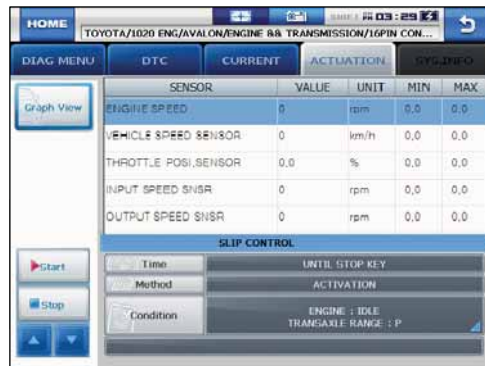 HOME
03:29
TOYOTA/1020 ENG/AVALON/ENGINE && TRANSMISSION/16PIN CON...
DIAG MENU DTC CURRENT ACTUATION SYS.INFO
Graph View
SENSOR VALUE UNIT MIN MAX
ENGINE SPEED 0 rpm 0,0 0,0
VEHICLE SPEED SENSOR 0 km/h 0,0 0,0
THROTTLE POSI,SENSOR 0,0 % 0,0 0,0
INPUT SPEED SNSR 0 rpm 0,0 0,0
OUTPUT SPEED SNSR 0 rpm 0,0 0,0
SLIP CONTROL
Start
Time UNTIL STOP KEY
Method ACTIVATION
Stop
Condition ENGINE : IDLE
TRANSAXLE RANGE : P